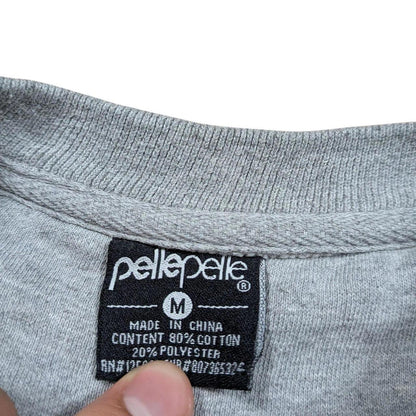 pellepelle®
M
MADE IN CHINA
CONTENT 80% COTTON
20% POLYESTER